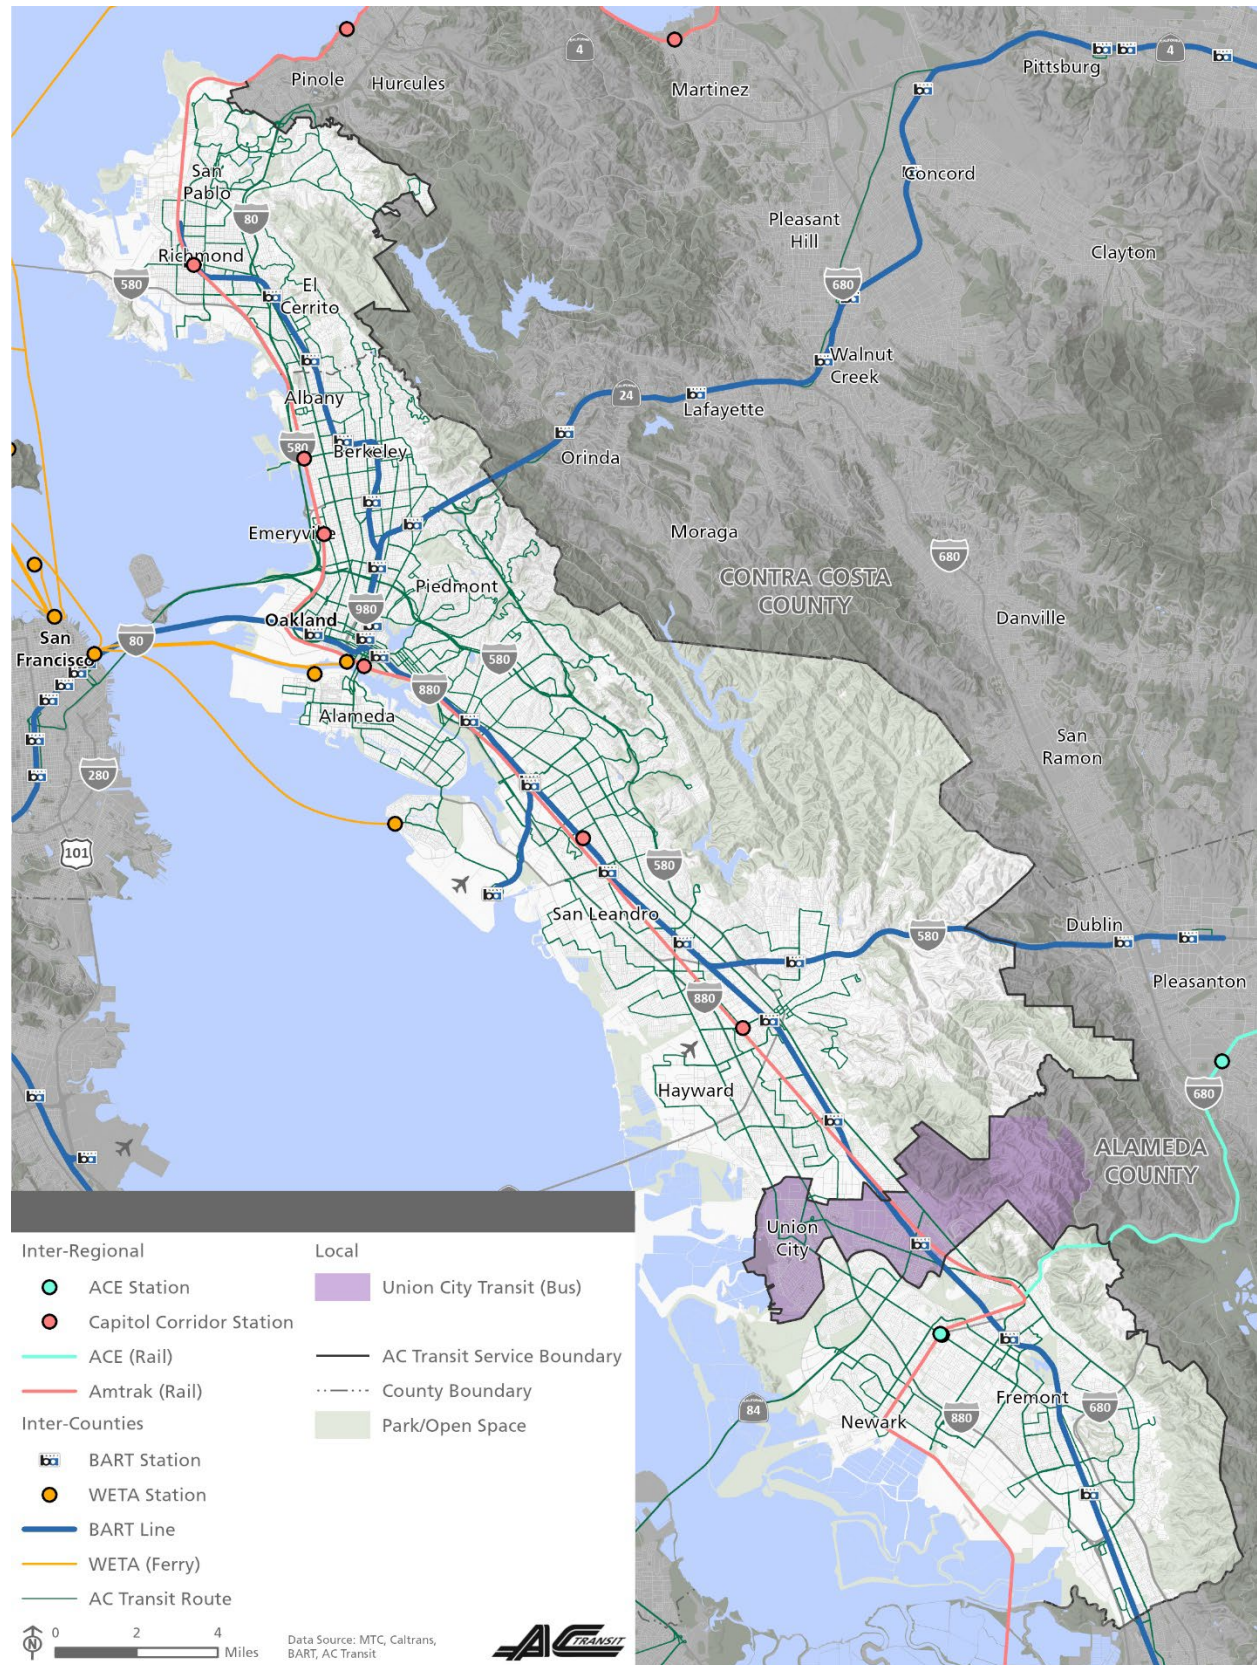 Pinole
Hurcules
CALIFORNIA
4
Martinez
Pittsburg
CALIFORNIA
4
San
Pablo
80
Concord
Pleasant
Hill
Clayton
Richmond
580
El
Cerrito
680
Walnut
Creek
Albany
CALIFORNIA
24
Lafayette
580
Berkeley
Orinda
Emeryville
Moraga
680
Piedmont
CONTRA COSTA
COUNTY
Danville
980
Oakland
San
Francisco
80
580
880
Alameda
San
Ramon
280
101
580
San Leandro
580
Dublin
Pleasanton
880
Hayward
680
ALAMEDA
COUNTY
Union
City
Fremont
84
Newark
880
680
Inter-Regional
ACE Station
Capitol Corridor Station
ACE (Rail)
Amtrak (Rail)
Inter-Counties
BART Station
WETA Station
BART Line
WETA (Ferry)
AC Transit Route
Local
Union City Transit (Bus)
AC Transit Service Boundary
County Boundary
Park/Open Space
N
0 2 4
Miles
Data Source: MTC, Caltrans,
BART, AC Transit
AC TRANSIT